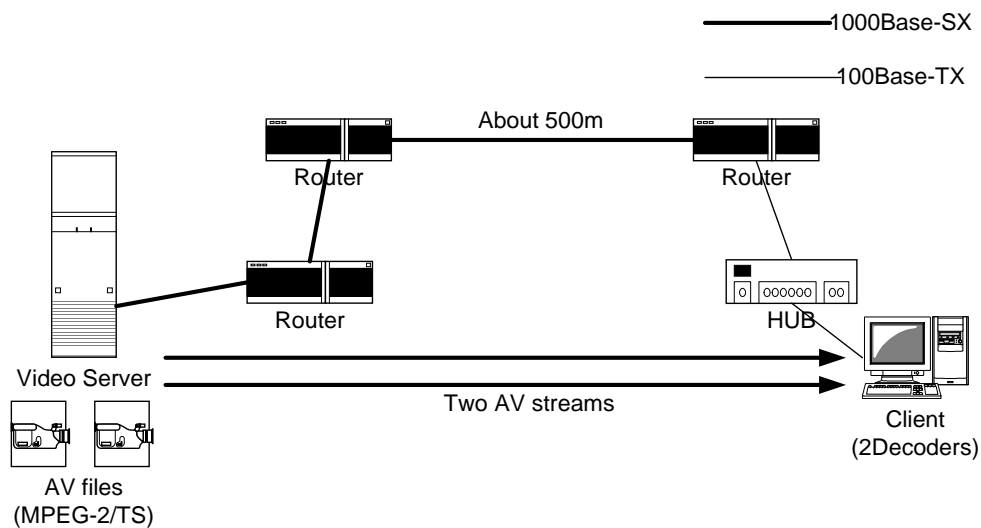 1000Base-SX
100Base-TX
About 500m
Router
Router
Router
HUB
Video Server
Two AV streams
Client
(2Decoders)
AV files
(MPEG-2/TS)